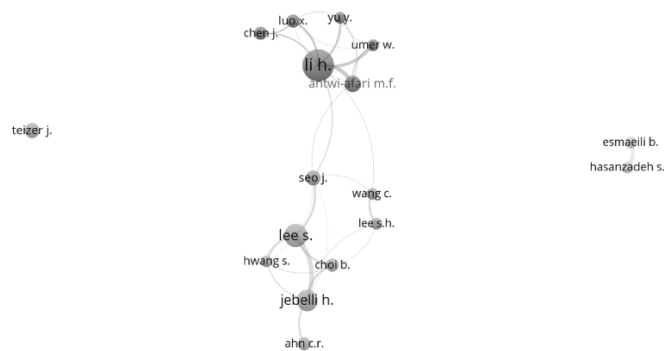 yu y.
luo x.
chen j.
umer w.
li h.
antwi-afari m.f.
teizer j.
esmaeili b.
hasanzadeh s.
seo j.
wang c.
lee s.h.
lee s.
hwang s.
choi b.
jebelli h.
ahn c.r.